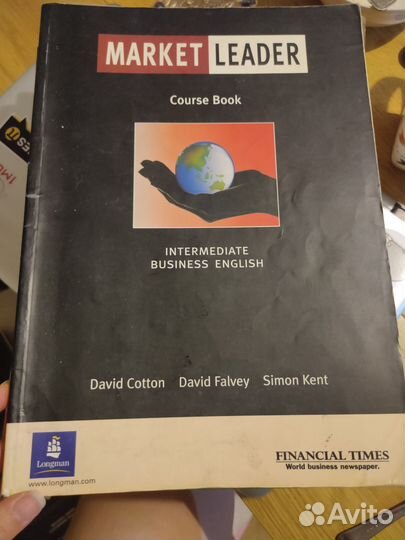 MARKET LEADER
Course Book
INTERMEDIATE
BUSINESS ENGLISH
David Cotton David Falvey Simon Kent
Longman
www.longman.com
FINANCIAL TIMES
World business newspaper.
Avito